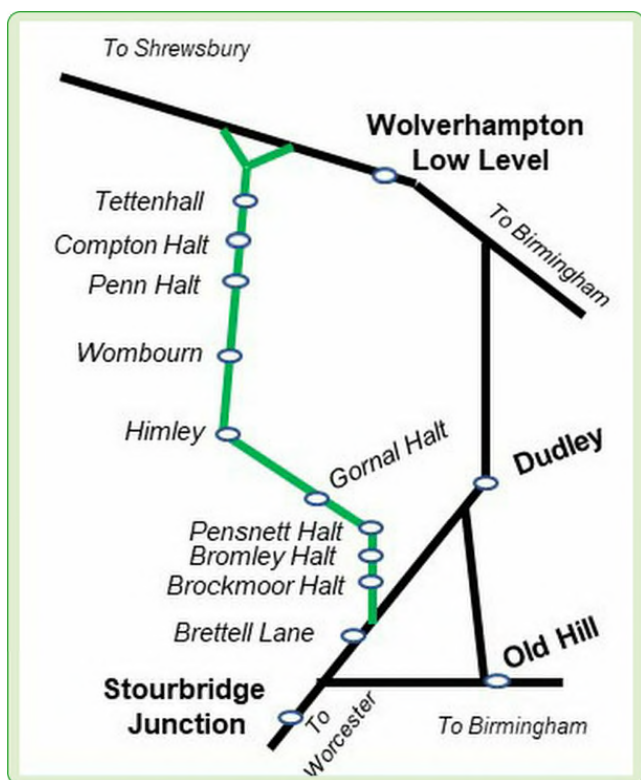 To Shrewsbury
Wolverhampton
Low Level
Tettenhall
To Birmingham
Compton Halt
Penn Halt
Wombourn
Himley
Gornal Halt
Dudley
Pensnett Halt
Bromley Halt
Brockmoor Halt
Brettell Lane
Old Hill
Stourbridge
Junction
To
Worcester
To Birmingham